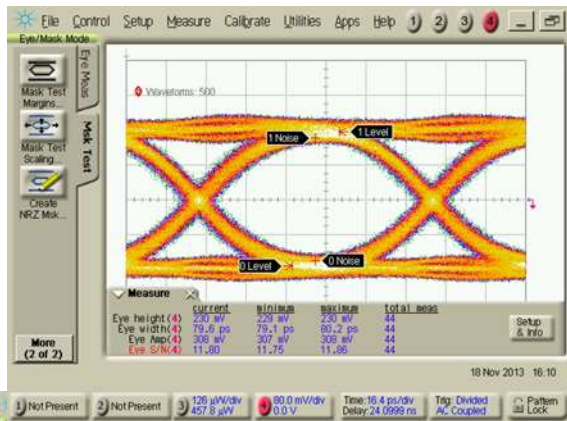 File Control Setup Measure Calibrate Utilities Apps Help 1 2 3 4
Eye/Mask Mode
Eye Meas
Mask Test
Margins...
Msk Test
Mask Test
Scaling...
Create
NRZ Msk...
4 Waveforms: 500
1 Noise
1 Level
0 Level
0 Noise
Measure
current minimum maximum total meas
Eye height(4) 230 mV 229 mV 230 mV 44
Eye width(4) 79.6 ps 79.1 ps 80.2 ps 44
Eye Amp(4) 308 mV 307 mV 308 mV 44
Eye S/N(4) 11.80 11.75 11.86 44
Setup
& Info
More
(2 of 2)
18 Nov 2013 16:10
1) Not Present
2) Not Present
3) 126 µW/div
457.8 µW
4) 80.0 mV/div
0.0 V
Time:16.4 ps/div
Delay:24.0999 ns
Trig: Divided
AC Coupled
Pattern
Lock